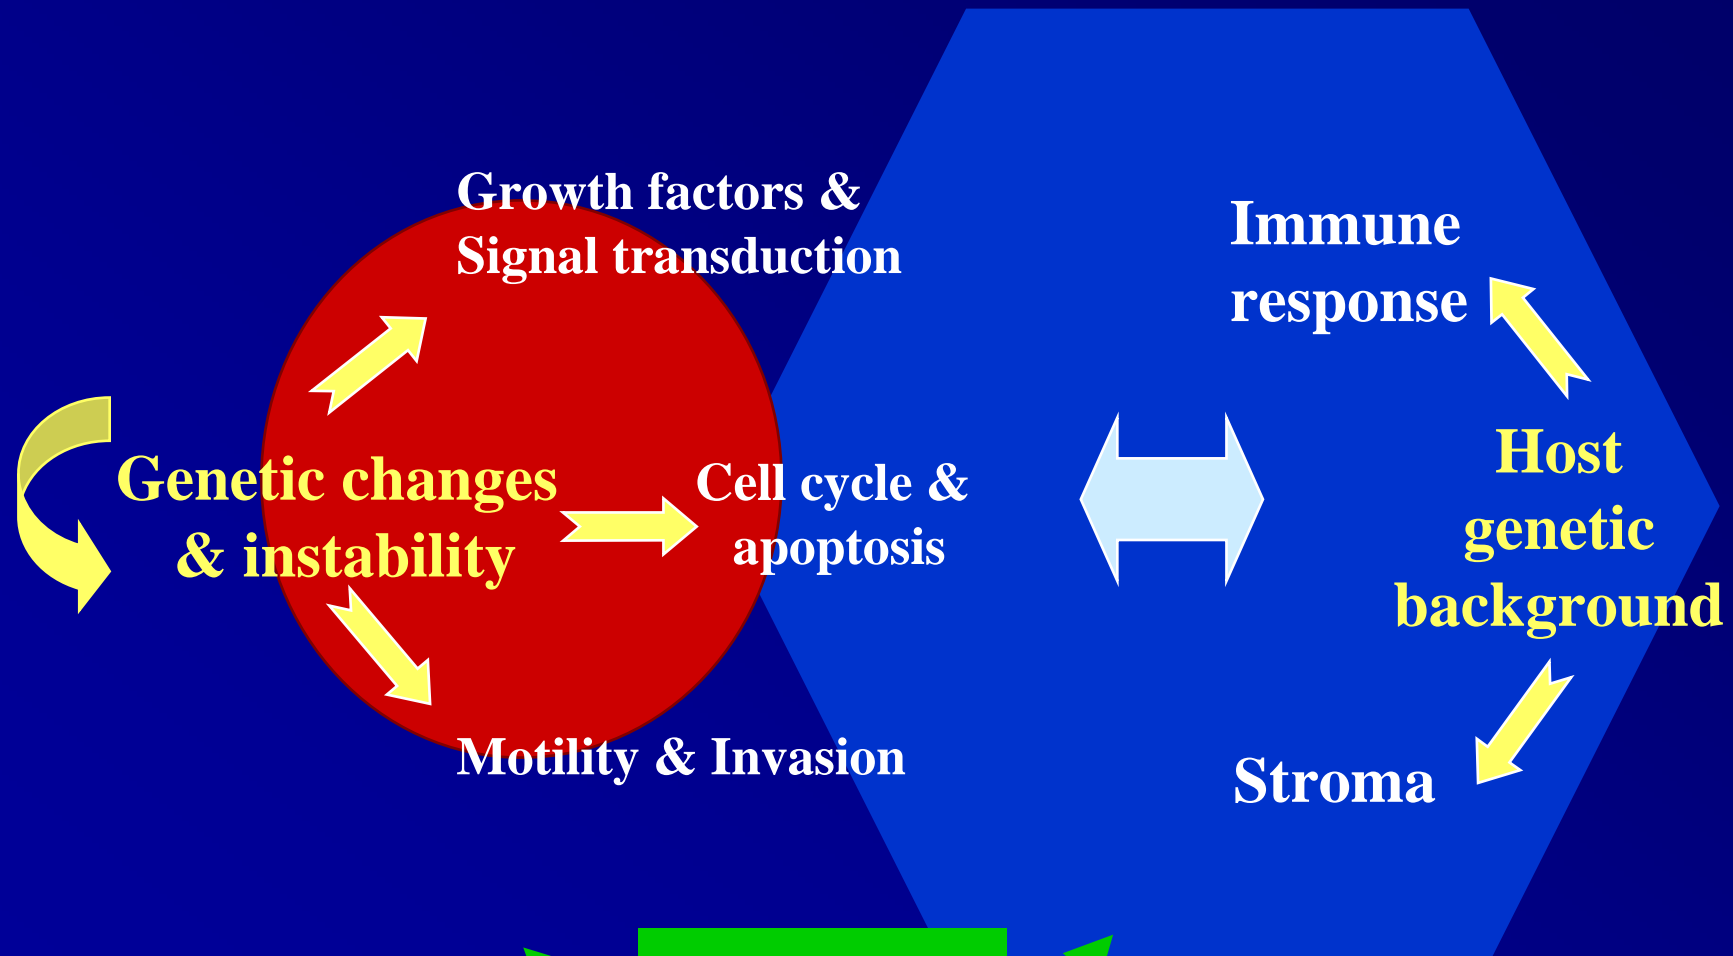 Growth factors &
Signal transduction
Genetic changes
& instability
Cell cycle &
apoptosis
Motility & Invasion
Immune
response
Host
genetic
background
Stroma